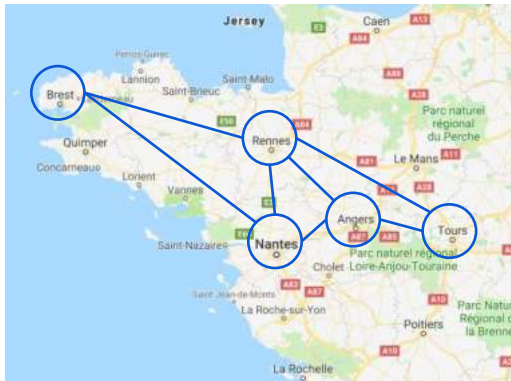 Jersey
Caen
E3
A13
A84
Perros-Guirec
Lannion
A88
Brest
Saint-Brieuc
Saint-Malo
A28
Parc naturel
régional
du Perche
E50
A84
Quimper
Rennes
A81
Le Mans
A11
Concarneau
Lorient
A28
Vannes
Angers
Tours
Saint-Nazaire
Nantes
A87
A85
Parc naturel
régional
Loire-Anjou-Touraine
Cholet
Saint-Jean-de-Monts
A83
A87
A10
La Roche-sur-Yon
Parc Natu
Régional d
la Brenne
Poitiers
A10
La Rochelle